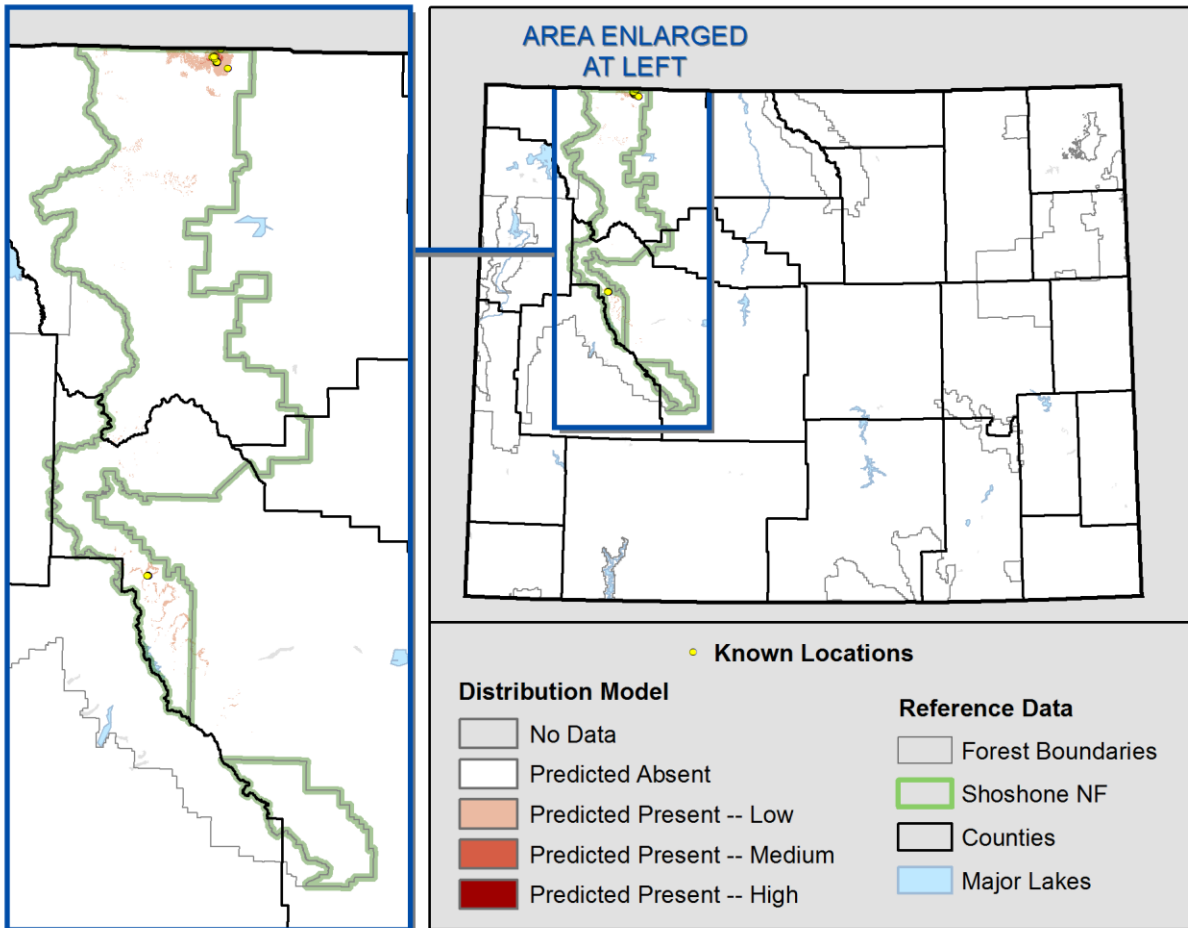 AREA ENLARGED
AT LEFT
Known Locations
Distribution Model
No Data
Predicted Absent
Predicted Present -- Low
Predicted Present -- Medium
Predicted Present -- High
Reference Data
Forest Boundaries
Shoshone NF
Counties
Major Lakes